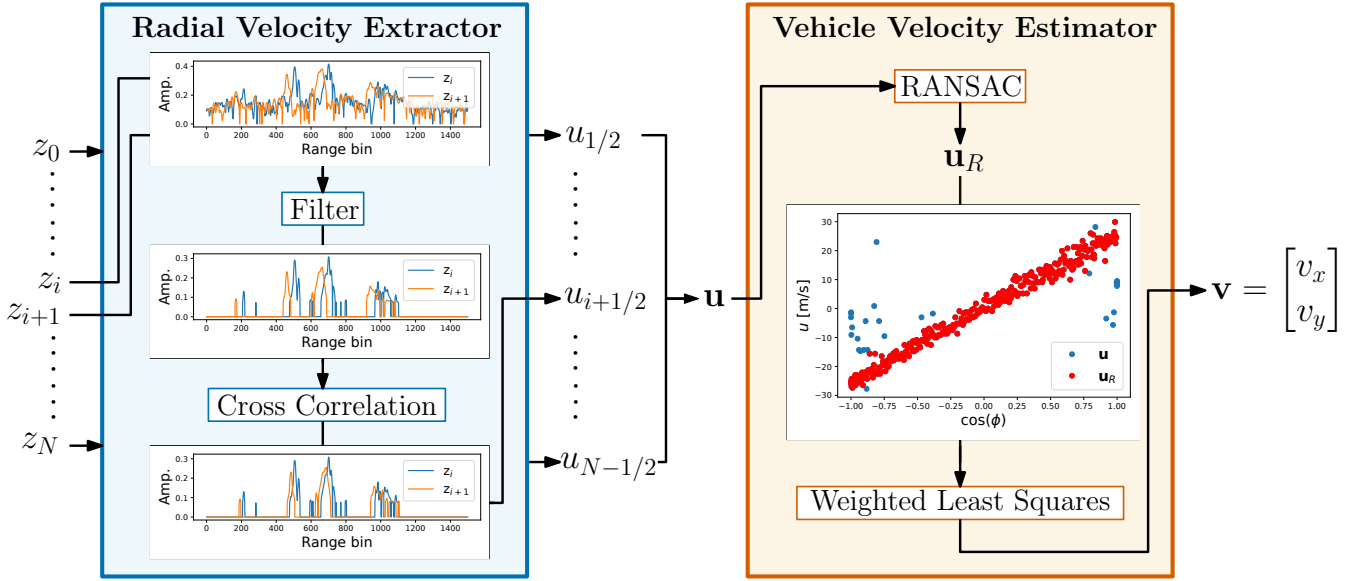 Radial Velocity Extractor
Vehicle Velocity Estimator
z_0
z_i
z_{i+1}
z_N
Amp.
0.4
0.2
0.0
z_i
z_{i+1}
0 200 400 600 800 1000 1200 1400
Range bin
Filter
Amp.
0.3
0.2
0.1
0.0
z_i
z_{i+1}
0 200 400 600 800 1000 1200 1400
Range bin
Cross Correlation
Amp.
0.3
0.2
0.1
0.0
z_i
z_{i+1}
0 200 400 600 800 1000 1200 1400
Range bin
u_{1/2}
u_{i+1/2}
u_{N-1/2}
u
RANSAC
u_R
u [m/s]
30
20
10
0
−10
−20
−30
u
u_R
−1.00 −0.75 −0.50 −0.25 0.00 0.25 0.50 0.75 1.00
cos(ϕ)
Weighted Least Squares
v = [v_x
v_y]